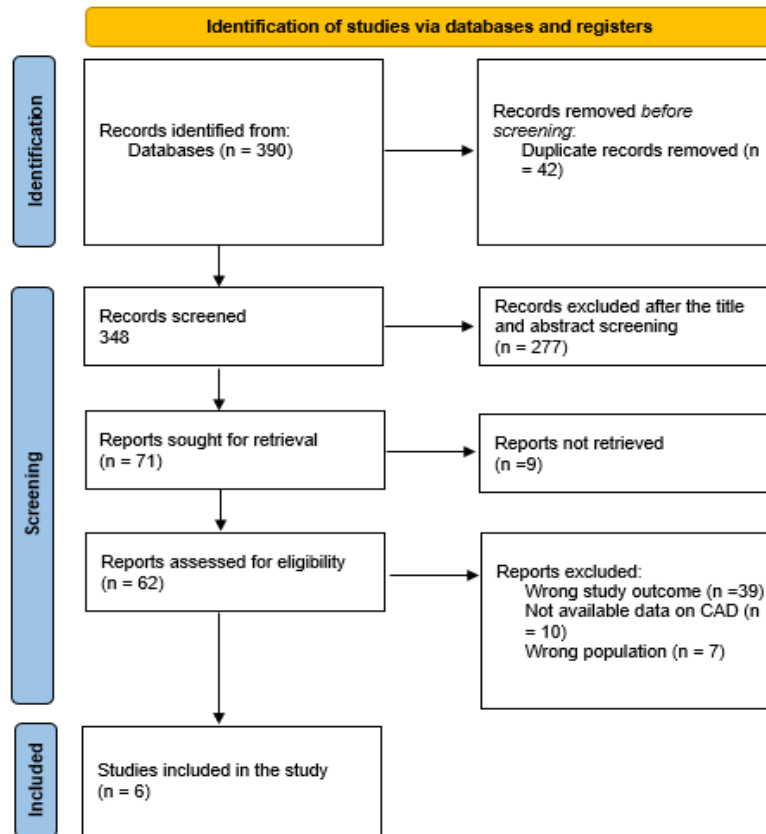 Identification of studies via databases and registers
Identification
Records identified from:
Databases (n = 390)
Records removed before
screening:
Duplicate records removed (n
= 42)
Screening
Records screened
348
Records excluded after the title
and abstract screening
(n = 277)
Reports sought for retrieval
(n = 71)
Reports not retrieved
(n =9)
Reports assessed for eligibility
(n = 62)
Reports excluded:
Wrong study outcome (n =39)
Not available data on CAD (n
= 10)
Wrong population (n = 7)
Included
Studies included in the study
(n = 6)